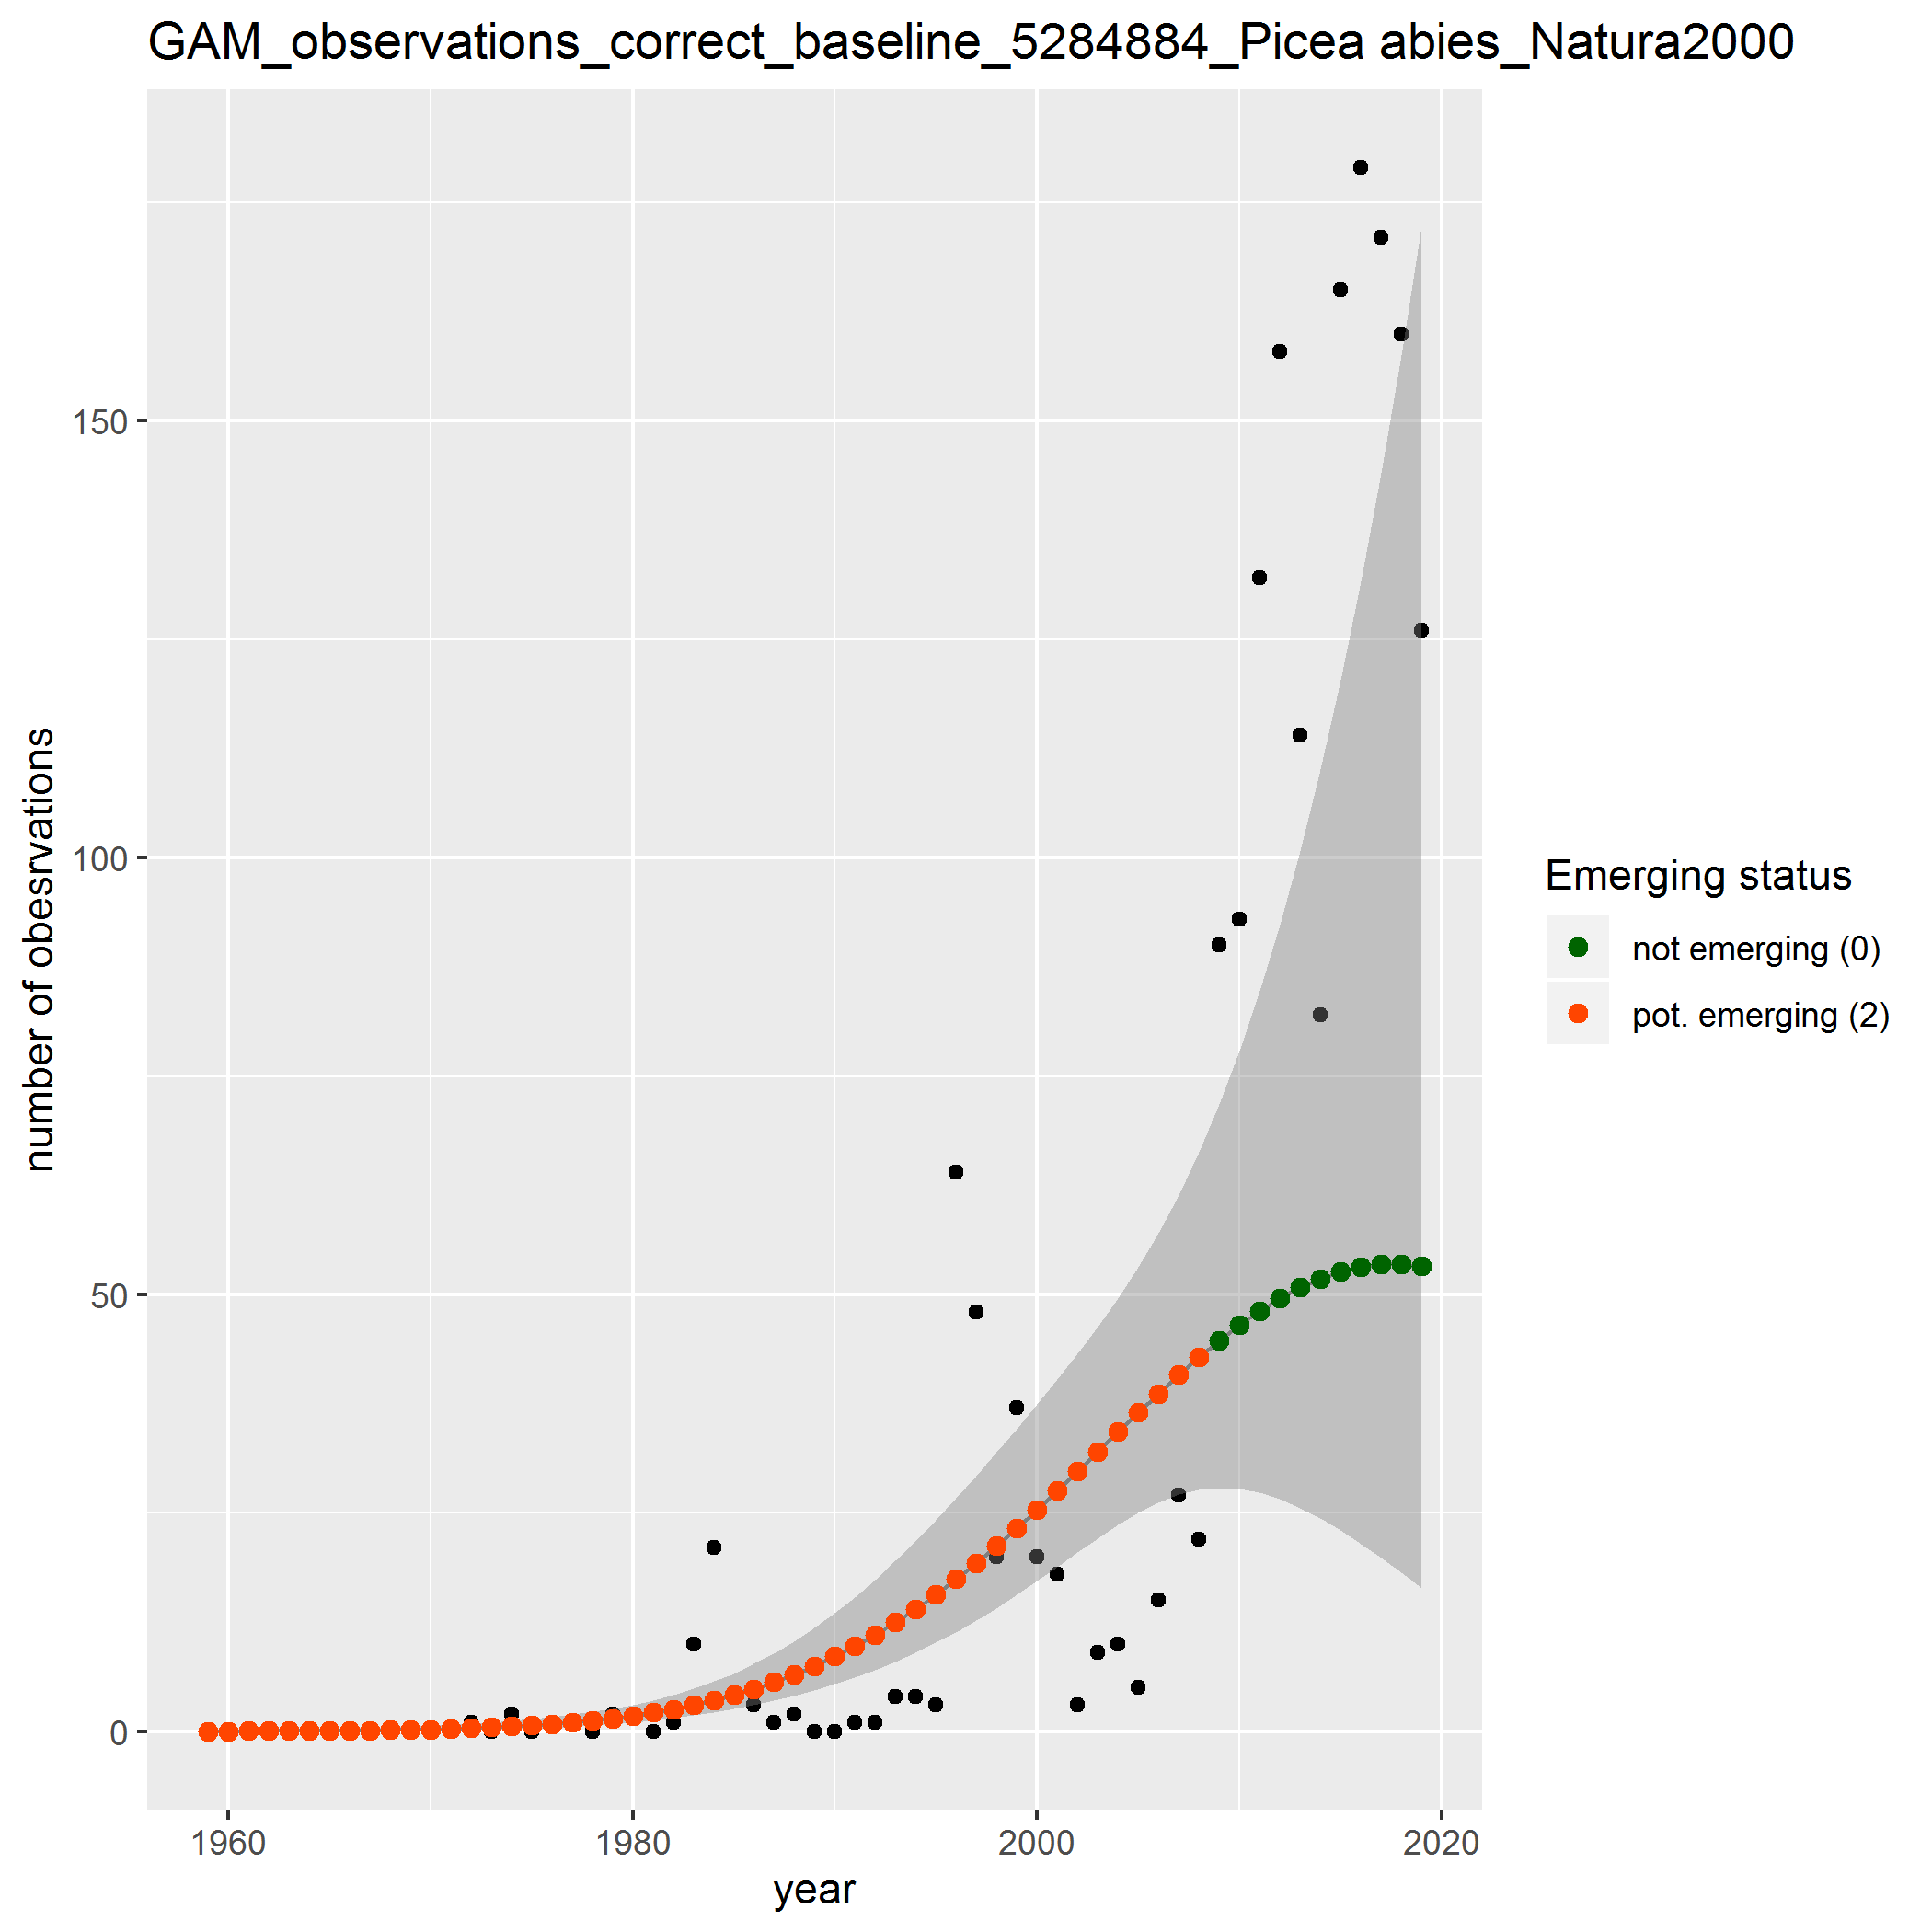 GAM_observations_correct_baseline_5284884_Picea abies_Natura2000
number of obesrvations
150
100
50
0
1960
1980
2000
2020
year
Emerging status
not emerging (0)
pot. emerging (2)